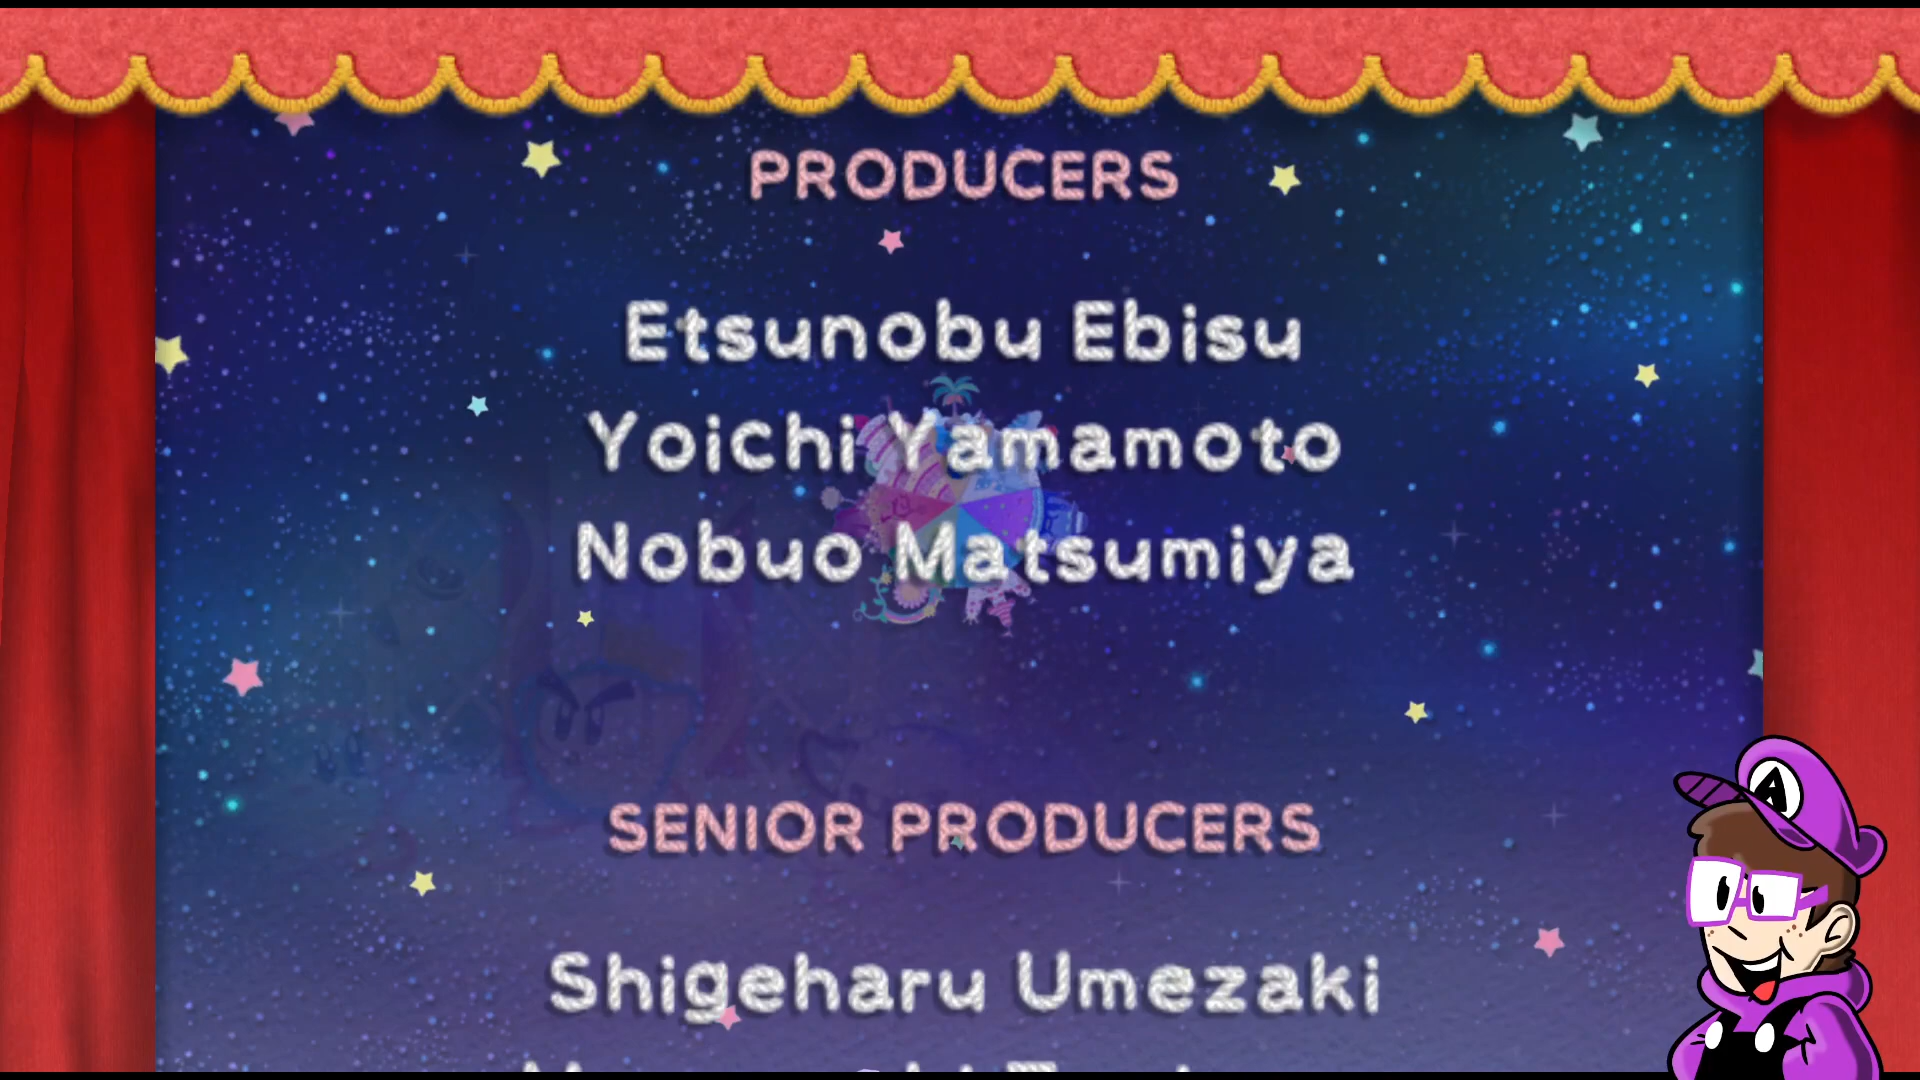 PRODUCERS
Etsunobu Ebisu
Yoichi Yamamoto
Nobuo Matsumiya
SENIOR PRODUCERS
Shigeharu Umezaki
A